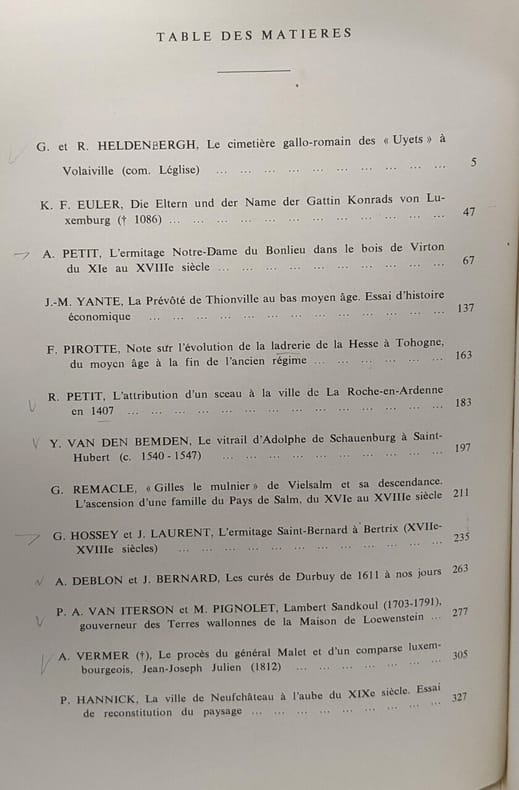 TABLE DES MATIERES
G. et R. HELDENBERGH, Le cimetière gallo-romain des « Uyets » à
Volaiville (com. Léglise) ... ... ... ... ... ... ... ... ... ... 5
K. F. EULER, Die Eltern und der Name der Gattin Konrads von Lu-
xemburg († 1086) ... ... ... ... ... ... ... ... ... ... ... ... 47
A. PETIT, L'ermitage Notre-Dame du Bonlieu dans le bois de Virton
du XIe au XVIIIe siècle ... ... ... ... ... ... ... ... ... ... 67
J.-M. YANTE, La Prévôté de Thionville au bas moyen âge. Essai d'histoire
économique ... ... ... ... ... ... ... ... ... ... ... ... ... 137
F. PIROTTE, Note sur l'évolution de la ladrerie de la Hesse à Tohogne,
du moyen âge à la fin de l'ancien régime ... ... ... ... ... ... 163
R. PETIT, L'attribution d'un sceau à la ville de La Roche-en-Ardenne
en 1407 ... ... ... ... ... ... ... ... ... ... ... ... ... ... 183
Y. VAN DEN BEMDEN, Le vitrail d'Adolphe de Schauenburg à Saint-
Hubert (c. 1540 - 1547) ... ... ... ... ... ... ... ... ... ... 197
G. REMACLE, « Gilles le mulnier » de Vielsalm et sa descendance.
L'ascension d'une famille du Pays de Salm, du XVIe au XVIIIe siècle 211
G. HOSSEY et J. LAURENT, L'ermitage Saint-Bernard à Bertrix (XVIIe-
XVIIIe siècles) ... ... ... ... ... ... ... ... ... ... ... ... 235
A. DEBLON et J. BERNARD, Les curés de Durbuy de 1611 à nos jours 263
P. A. VAN ITERSON et M. PIGNOLET, Lambert Sandkoul (1703-1791),
gouverneur des Terres wallonnes de la Maison de Loewenstein ... 277
A. VERMER (†), Le procès du général Malet et d'un comparse luxem-
bourgeois, Jean-Joseph Julien (1812) ... ... ... ... ... ... ... 305
P. HANNICK, La ville de Neufchâteau à l'aube du XIXe siècle. Essai
de reconstitution du paysage ... ... ... ... ... ... ... ... ... 327